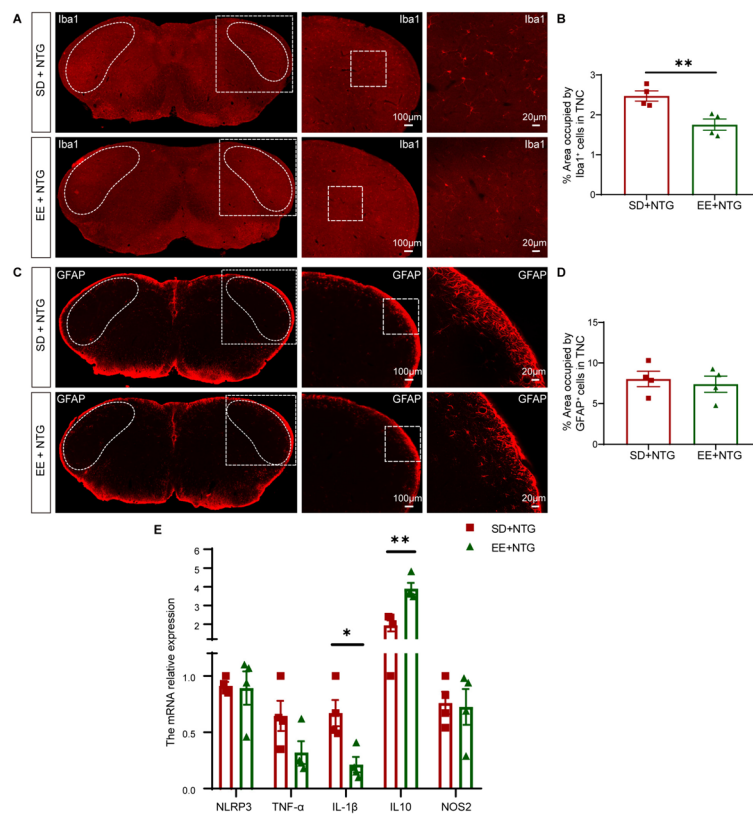 A
SD + NTG
Iba1
Iba1
Iba1
100μm
20μm
EE + NTG
Iba1
Iba1
Iba1
100μm
20μm
B
% Area occupied by
Iba1⁺ cells in TNC
3
2
1
0
**
SD+NTG
EE+NTG
C
SD + NTG
GFAP
GFAP
GFAP
100μm
20μm
EE + NTG
GFAP
GFAP
GFAP
100μm
20μm
D
% Area occupied by
GFAP⁺ cells in TNC
15
10
5
0
SD+NTG
EE+NTG
E
SD+NTG
EE+NTG
The mRNA relative expression
6
5
4
3
2
1.0
0.5
0.0
*
**
NLRP3
TNF-α
IL-1β
IL10
NOS2